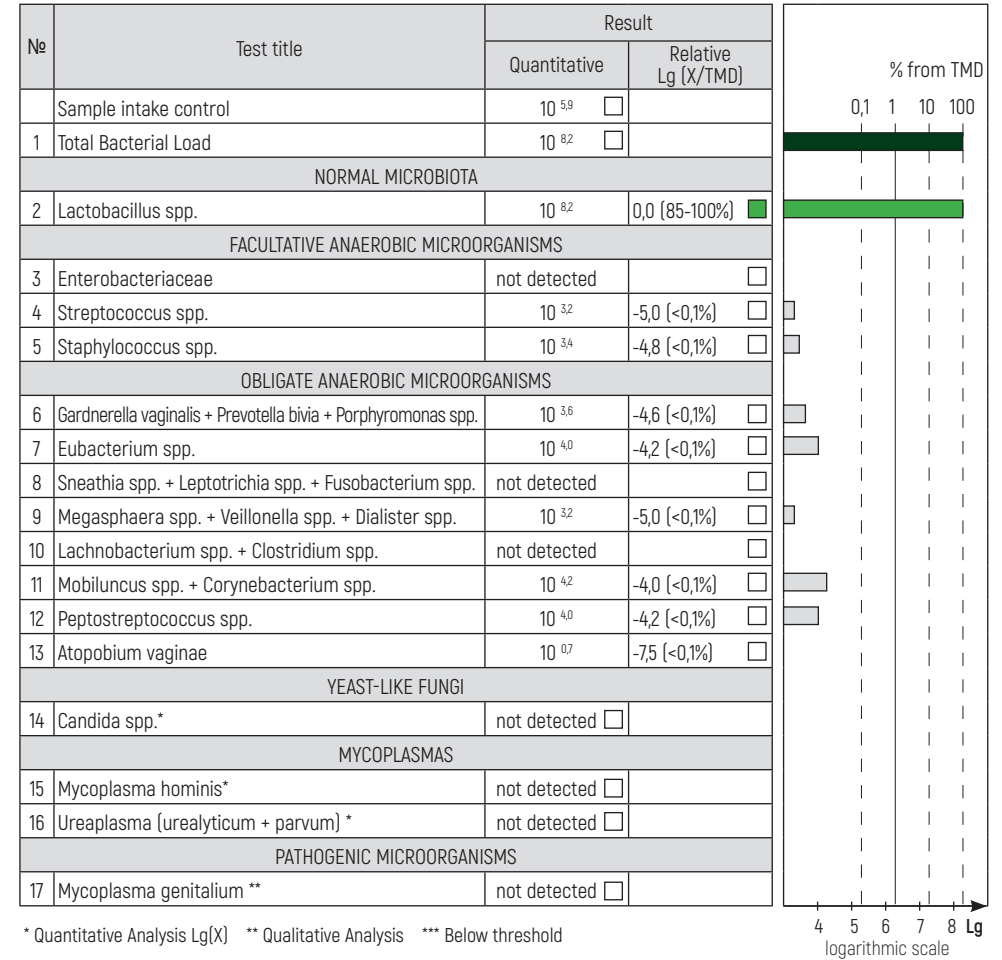 № Test title Result
Quantitative Relative Lg (X/TMD)
% from TMD
0,1 1 10 100
Sample intake control 10 5,9
1 Total Bacterial Load 10 8,2
NORMAL MICROBIOTA
2 Lactobacillus spp. 10 8,2 0,0 (85-100%)
FACULTATIVE ANAEROBIC MICROORGANISMS
3 Enterobacteriaceae not detected
4 Streptococcus spp. 10 3,2 -5,0 (<0,1%)
5 Staphylococcus spp. 10 3,4 -4,8 (<0,1%)
OBLIGATE ANAEROBIC MICROORGANISMS
6 Gardnerella vaginalis + Prevotella bivia + Porphyromonas spp. 10 3,6 -4,6 (<0,1%)
7 Eubacterium spp. 10 4,0 -4,2 (<0,1%)
8 Sneathia spp. + Leptotrichia spp. + Fusobacterium spp. not detected
9 Megasphaera spp. + Veillonella spp. + Dialister spp. 10 3,2 -5,0 (<0,1%)
10 Lachnobacterium spp. + Clostridium spp. not detected
11 Mobiluncus spp. + Corynebacterium spp. 10 4,2 -4,0 (<0,1%)
12 Peptostreptococcus spp. 10 4,0 -4,2 (<0,1%)
13 Atopobium vaginae 10 0,7 -7,5 (<0,1%)
YEAST-LIKE FUNGI
14 Candida spp.* not detected
MYCOPLASMAS
15 Mycoplasma hominis* not detected
16 Ureaplasma (urealyticum + parvum) * not detected
PATHOGENIC MICROORGANISMS
17 Mycoplasma genitalium ** not detected
4 5 6 7 8 Lg
logarithmic scale
* Quantitative Analysis Lg(X) ** Qualitative Analysis *** Below threshold